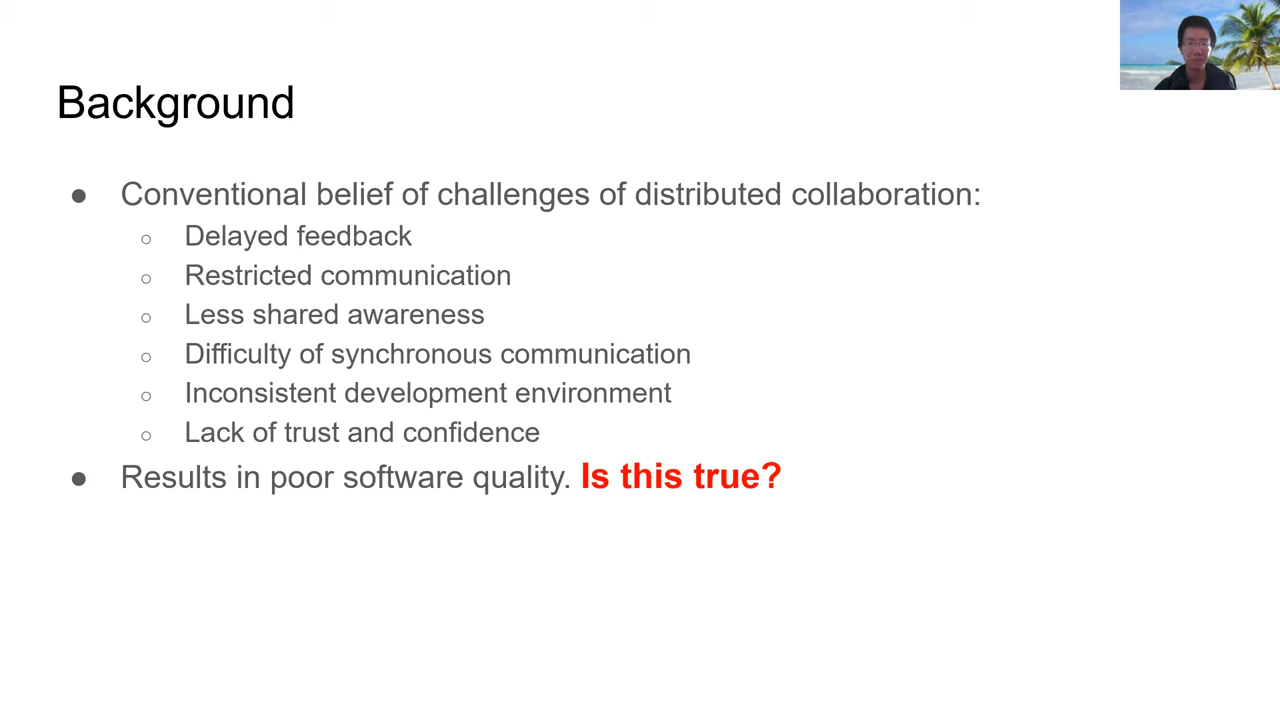 Background
● Conventional belief of challenges of distributed collaboration:
○ Delayed feedback
○ Restricted communication
○ Less shared awareness
○ Difficulty of synchronous communication
○ Inconsistent development environment
○ Lack of trust and confidence
● Results in poor software quality. Is this true?